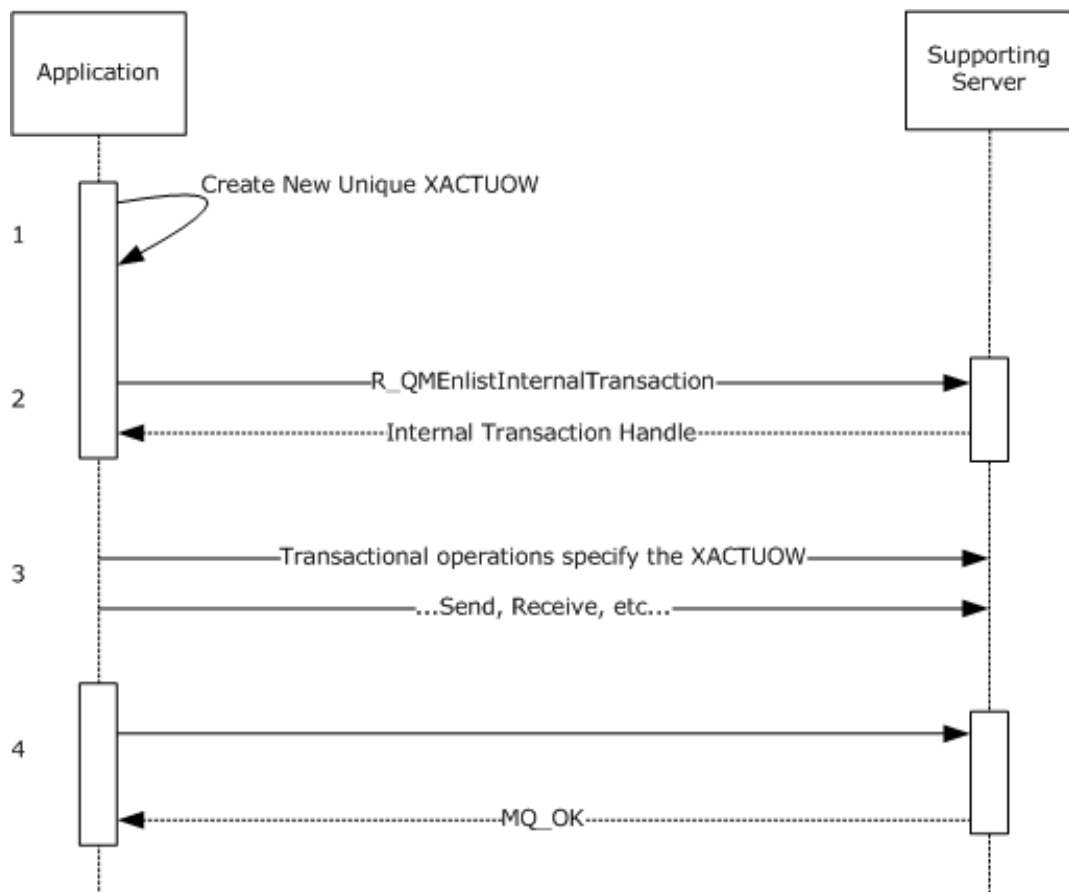 Application
Supporting
Server
Create New Unique XACTUOW
1
R_QMEnlistInternalTransaction
2
Internal Transaction Handle
Transactional operations specify the XACTUOW
3
...Send, Receive, etc...
4
MQ_OK